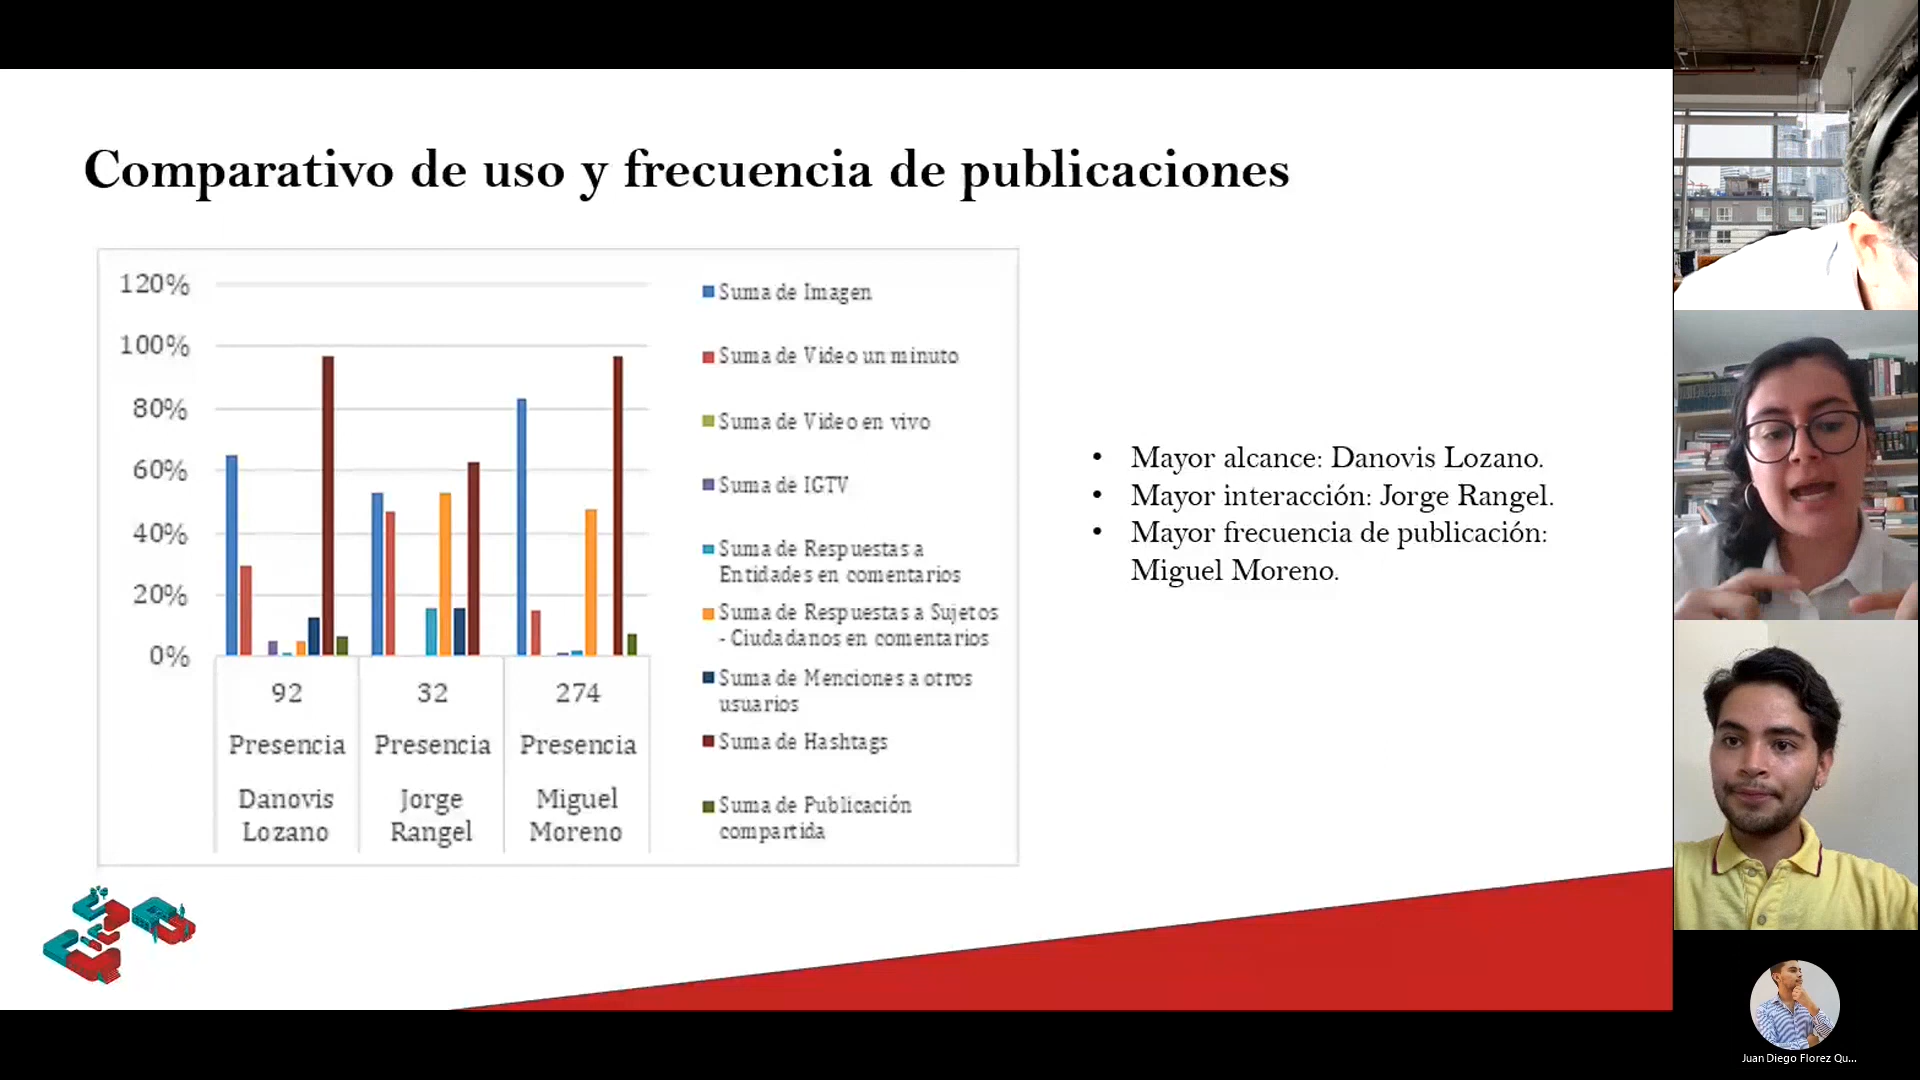 Comparativo de uso y frecuencia de publicaciones
120%
100%
80%
60%
40%
20%
0%
92
32
274
Presencia
Presencia
Presencia
Danovis
Lozano
Jorge
Rangel
Miguel
Moreno
Suma de Imagen
Suma de Video un minuto
Suma de Video en vivo
Suma de IGTV
Suma de Respuestas a
Entidades en comentarios
Suma de Respuestas a Sujetos
- Ciudadanos en comentarios
Suma de Menciones a otros
usuarios
Suma de Hashtags
Suma de Publicación
compartida
• Mayor alcance: Danovis Lozano.
• Mayor interacción: Jorge Rangel.
• Mayor frecuencia de publicación:
Miguel Moreno.
Juan Diego Florez Qu...